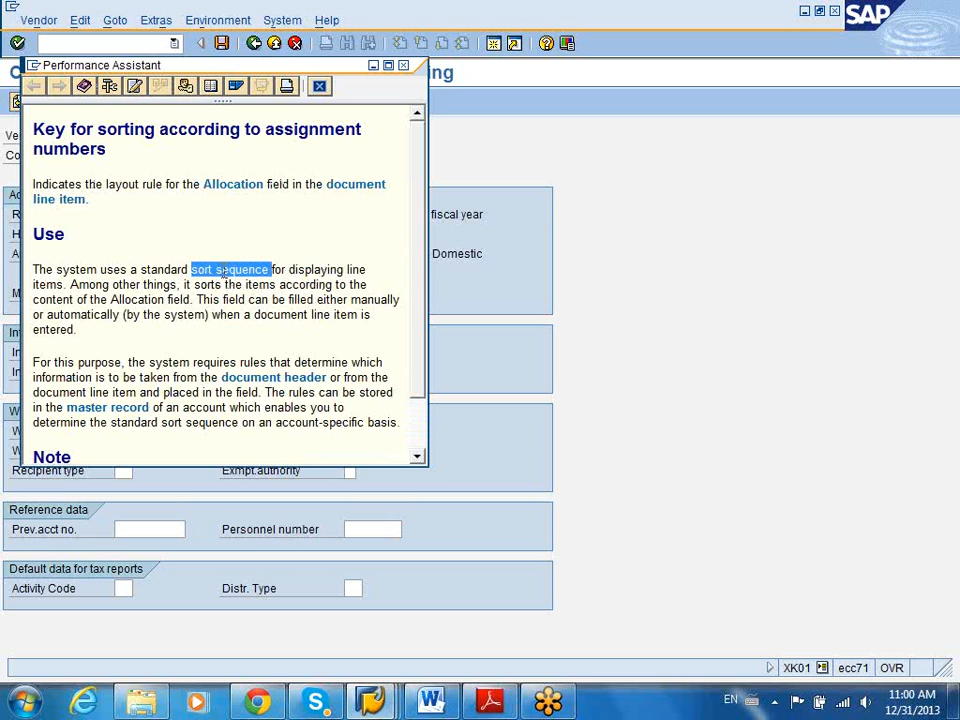 Vendor Edit Goto Extras Environment System Help
SAP
Performance Assistant
Key for sorting according to assignment
numbers
Indicates the layout rule for the Allocation field in the document
line item.
Use
The system uses a standard sort sequence for displaying line
items. Among other things, it sorts the items according to the
content of the Allocation field. This field can be filled either manually
or automatically (by the system) when a document line item is
entered.
For this purpose, the system requires rules that determine which
information is to be taken from the document header or from the
document line item and placed in the field. The rules can be stored
in the master record of an account which enables you to
determine the standard sort sequence on an account-specific basis.
Note
fiscal year
Domestic
Recipient type Exmpt.authority
Reference data
Prev.acct no. Personnel number
Default data for tax reports
Activity Code Distr. Type
XK01 ecc71 OVR
EN
11:00 AM
12/31/2013